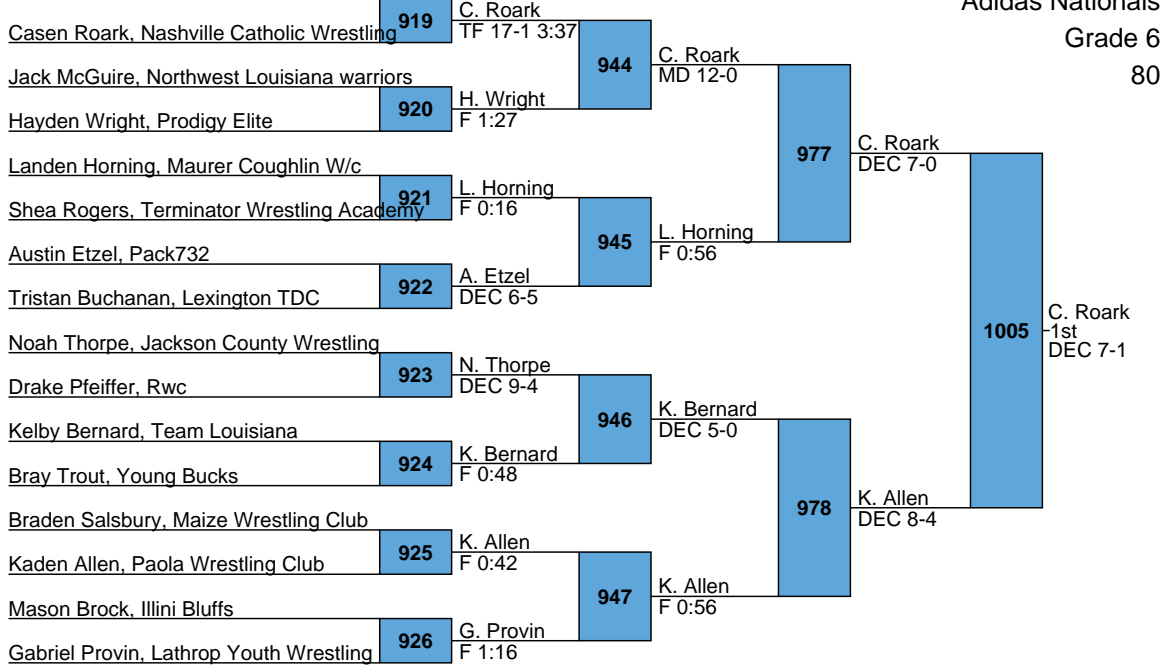 Adidas Nationals
Grade 6
80
Casen Roark, Nashville Catholic Wrestling
919
C. Roark
TF 17-1 3:37
Jack McGuire, Northwest Louisiana warriors
Hayden Wright, Prodigy Elite
920
H. Wright
F 1:27
944
C. Roark
MD 12-0
Landen Horning, Maurer Coughlin W/c
Shea Rogers, Terminator Wrestling Academy
921
L. Horning
F 0:16
Austin Etzel, Pack732
Tristan Buchanan, Lexington TDC
922
A. Etzel
DEC 6-5
945
L. Horning
F 0:56
977
C. Roark
DEC 7-0
Noah Thorpe, Jackson County Wrestling
Drake Pfeiffer, Rwc
923
N. Thorpe
DEC 9-4
Kelby Bernard, Team Louisiana
Bray Trout, Young Bucks
924
K. Bernard
F 0:48
946
K. Bernard
DEC 5-0
Braden Salsbury, Maize Wrestling Club
Kaden Allen, Paola Wrestling Club
925
K. Allen
F 0:42
Mason Brock, Illini Bluffs
Gabriel Provin, Lathrop Youth Wrestling
926
G. Provin
F 1:16
947
K. Allen
F 0:56
978
K. Allen
DEC 8-4
1005
C. Roark
1st
DEC 7-1